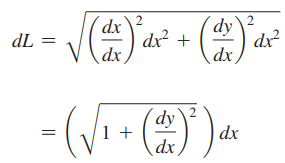 dL = √((dx/dx)² dx² + (dy/dx)² dx²)
= (√(1 + (dy/dx)²)) dx